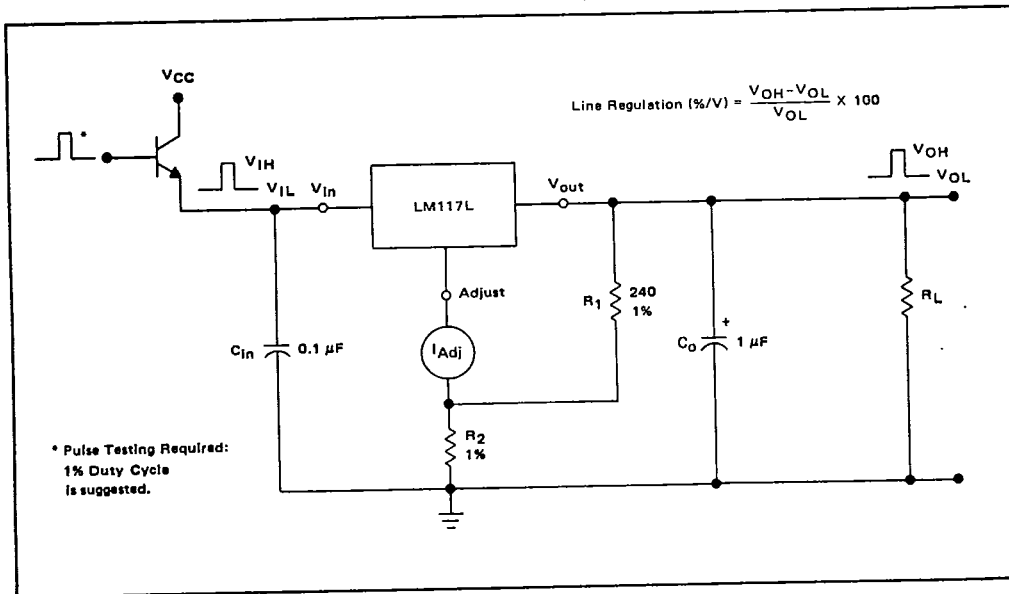 VCC
Line Regulation (%/V) = VOH-VOL / VOL X 100
*
VIH
VIL
Vin
LM117L
Vout
VOH
VOL
Adjust
R1
240
1%
RL
IAdj
Cin
0.1 µF
CO
+
1 µF
R2
1%
* Pulse Testing Required:
1% Duty Cycle
is suggested.